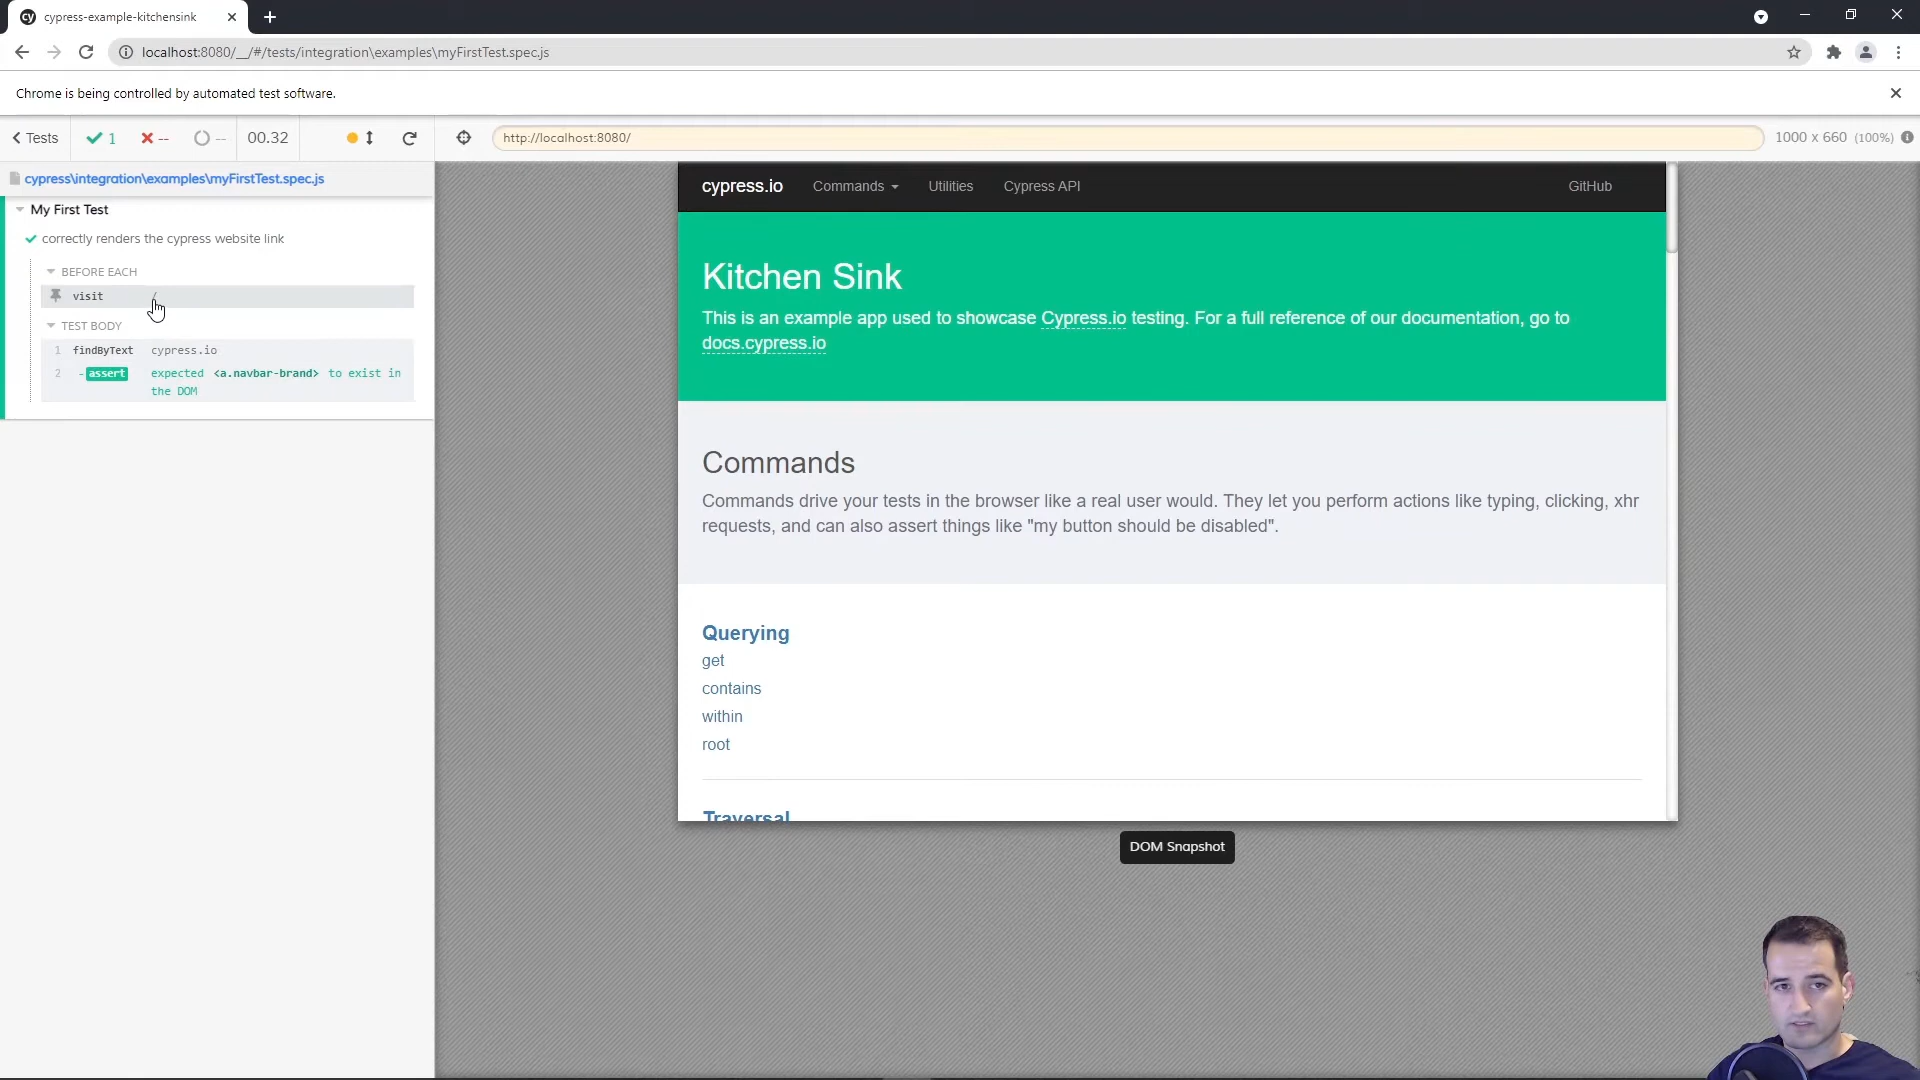 cypress-example-kitchensink
localhost:8080/__/#/tests/integration\examples\myFirstTest.spec.js
Chrome is being controlled by automated test software.
Tests 1 -- -- 00.32 http://localhost:8080/ 1000 x 660 (100%)
cypress\integration\examples\myFirstTest.spec.js
My First Test
correctly renders the cypress website link
BEFORE EACH
visit /
TEST BODY
1 findByText cypress.io
2 -assert expected <a.navbar-brand> to exist in
the DOM
cypress.io Commands Utilities Cypress API GitHub
Kitchen Sink
This is an example app used to showcase Cypress.io testing. For a full reference of our documentation, go to
docs.cypress.io
Commands
Commands drive your tests in the browser like a real user would. They let you perform actions like typing, clicking, xhr
requests, and can also assert things like "my button should be disabled".
Querying
get
contains
within
root
Traversal
DOM Snapshot